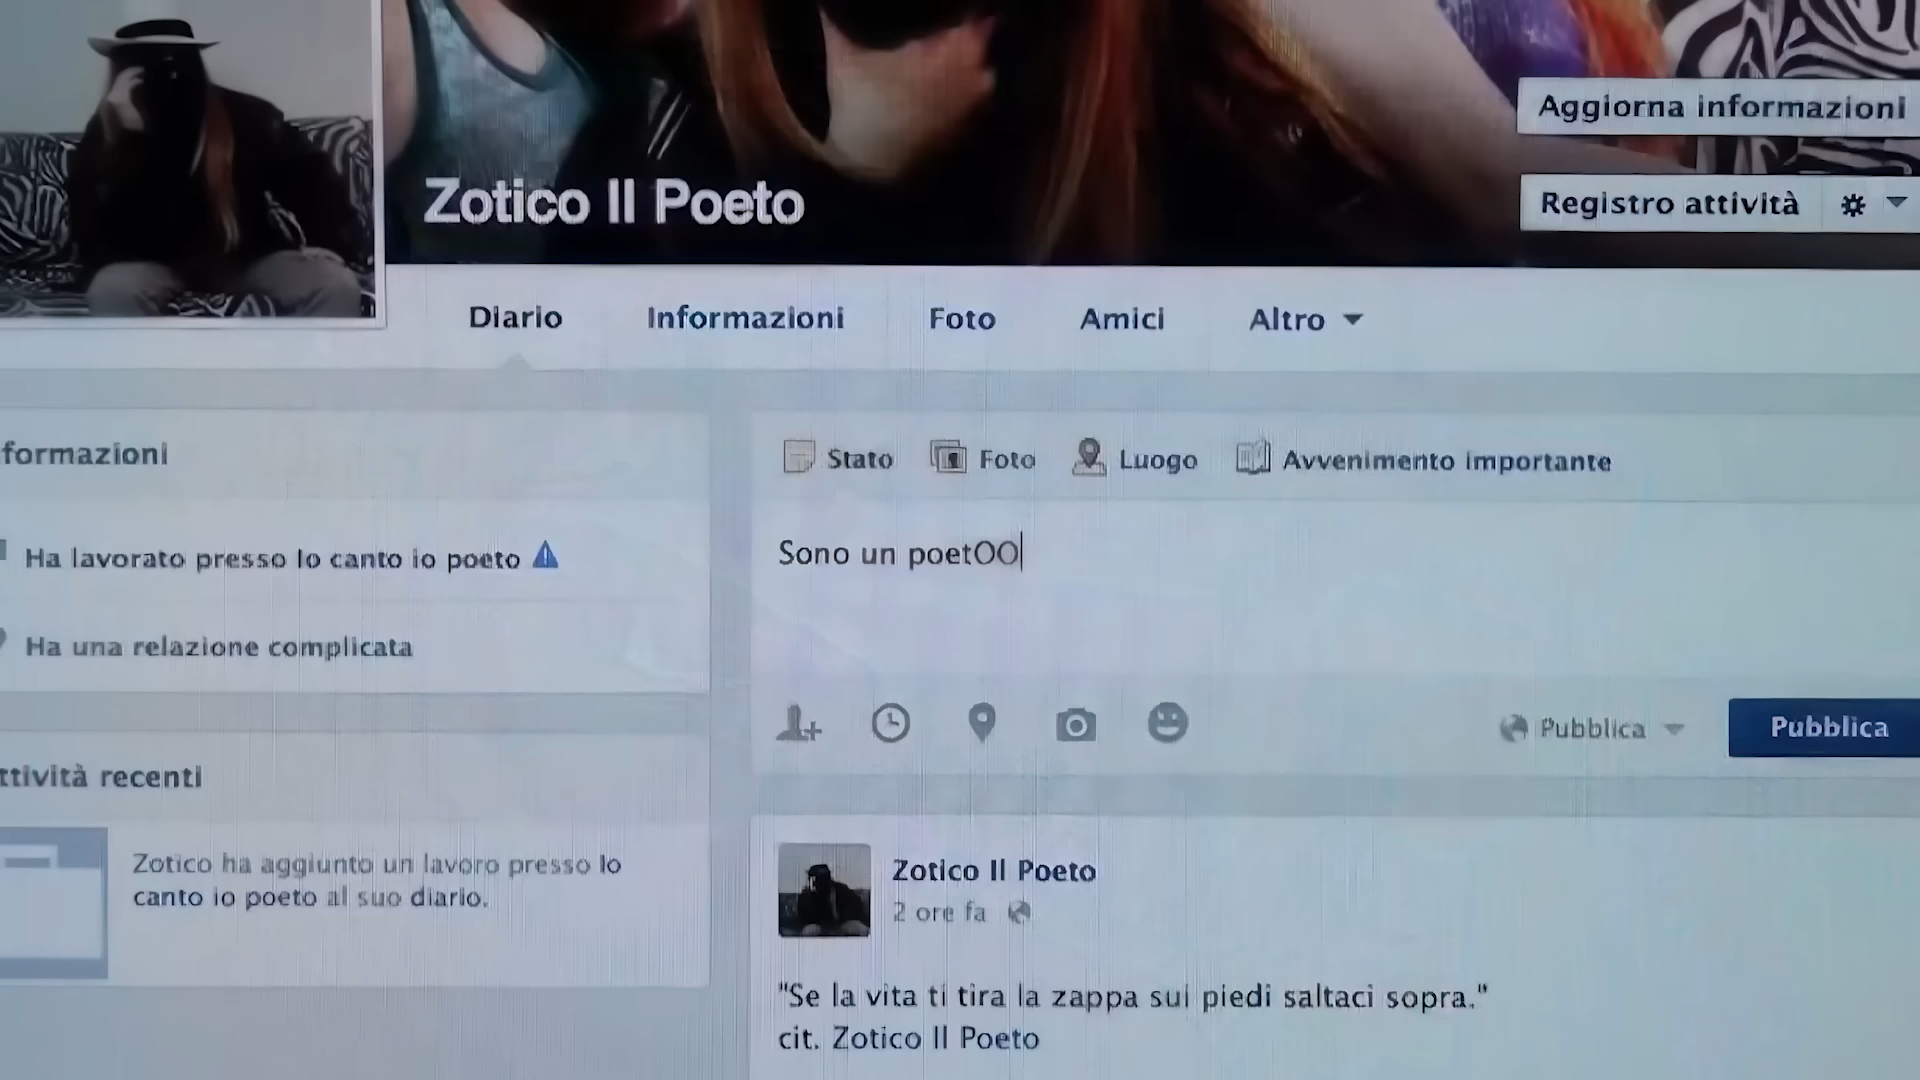 Aggiorna informazioni
Zotico Il Poeto
Registro attività
Diario Informazioni Foto Amici Altro
formazioni
Stato Foto Luogo Avvenimento importante
Ha lavorato presso Io canto io poeto
Sono un poetOO
Ha una relazione complicata
Pubblica Pubblica
ttività recenti
Zotico ha aggiunto un lavoro presso Io
canto io poeto al suo diario.
Zotico Il Poeto
2 ore fa
"Se la vita ti tira la zappa sui piedi saltaci sopra."
cit. Zotico Il Poeto